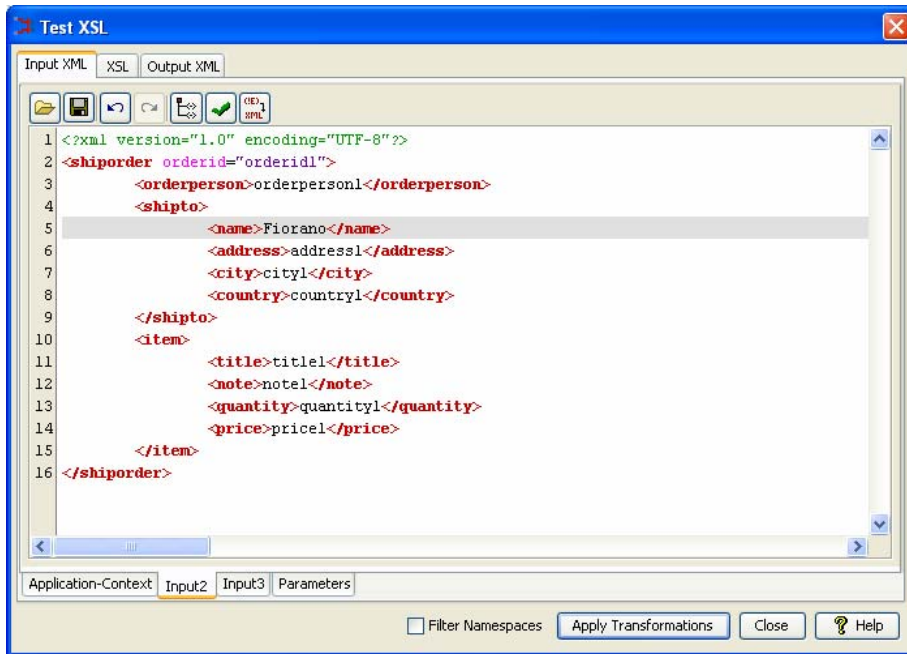 Test XSL
Input XML XSL Output XML
(!E) XML
1 <?xml version="1.0" encoding="UTF-8"?>
2 <shiporder orderid="orderid1">
3 <orderperson>orderperson1</orderperson>
4 <shipto>
5 <name>Fiorano</name>
6 <address>address1</address>
7 <city>city1</city>
8 <country>country1</country>
9 </shipto>
10 <item>
11 <title>title1</title>
12 <note>note1</note>
13 <quantity>quantity1</quantity>
14 <price>price1</price>
15 </item>
16 </shiporder>
Application-Context Input2 Input3 Parameters
Filter Namespaces Apply Transformations Close ? Help